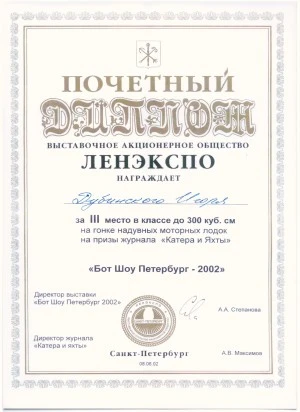 ПОЧЕТНЫЙ
ДИПЛОМ
ВЫСТАВОЧНОЕ АКЦИОНЕРНОЕ ОБЩЕСТВО
ЛЕНЭКСПО
НАГРАЖДАЕТ
Дубинского Игоря
за III место в классе до 300 куб. см
на гонке надувных моторных лодок
на призы журнала «Катера и Яхты»
«Бот Шоу Петербург - 2002»
Директор выставки
«Бот Шоу Петербург 2002»
А.А. Степанова
Директор журнала
«Катера и яхты»
А.В. Максимов
Санкт-Петербург